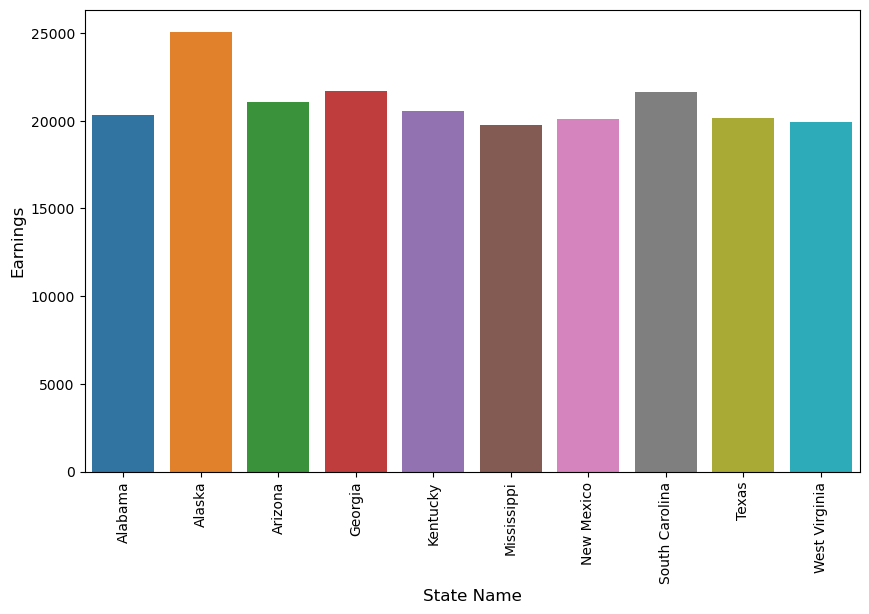 25000
20000
15000
10000
5000
0
Earnings
Alabama
Alaska
Arizona
Georgia
Kentucky
Mississippi
New Mexico
South Carolina
Texas
West Virginia
State Name